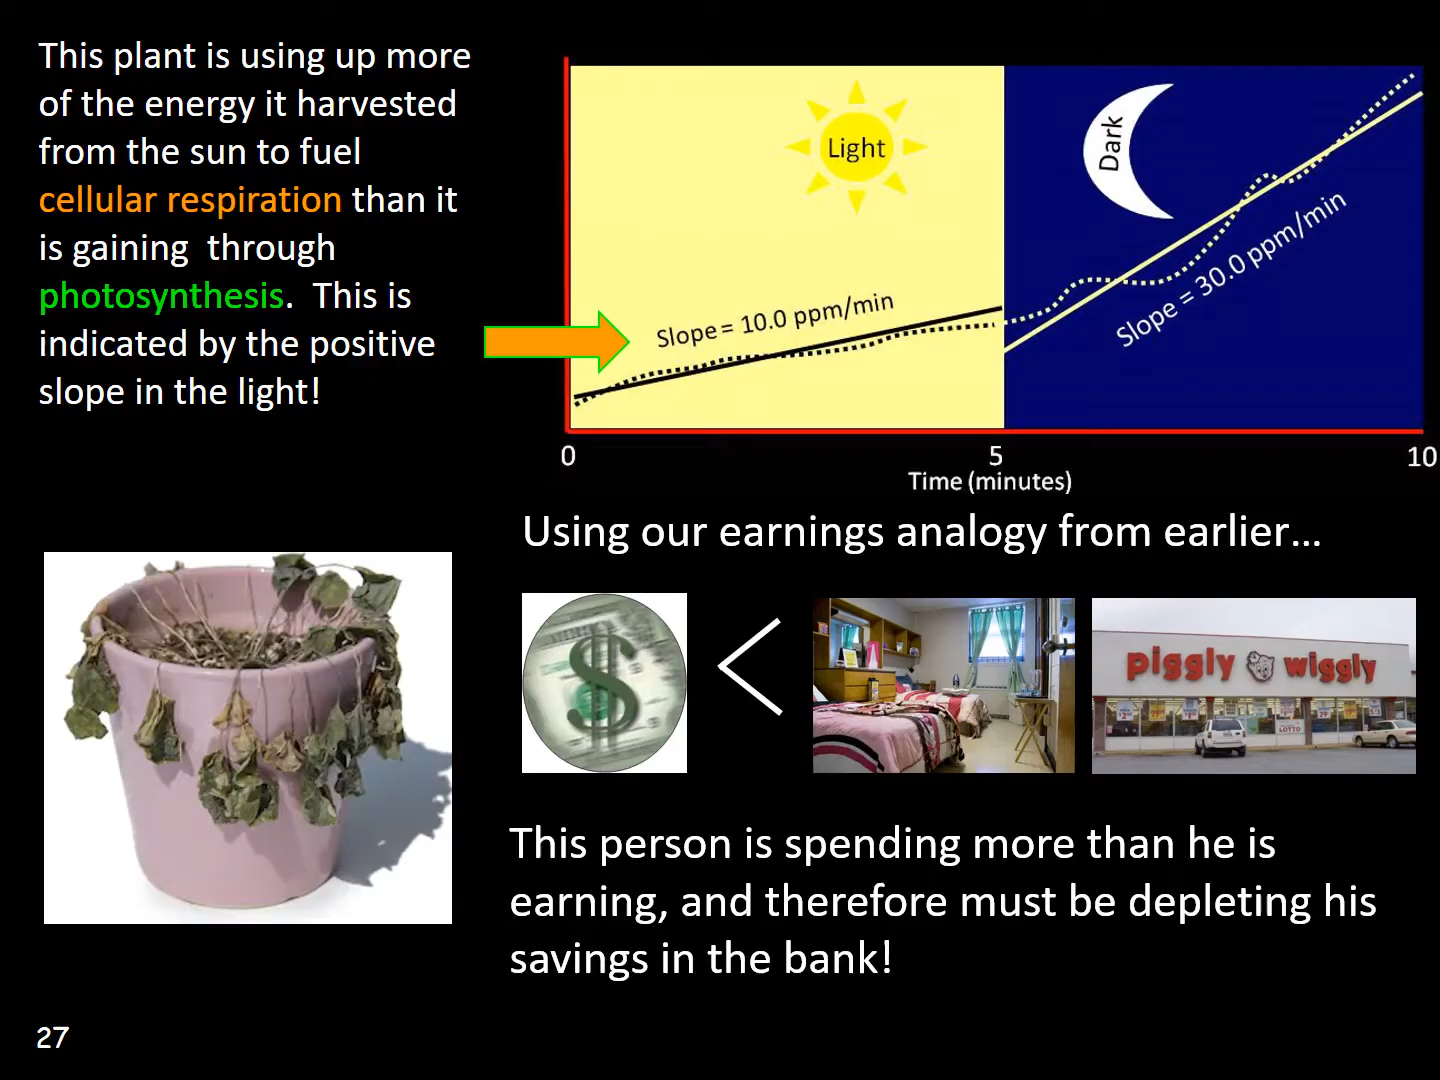 This plant is using up more
of the energy it harvested
from the sun to fuel
cellular respiration than it
is gaining through
photosynthesis. This is
indicated by the positive
slope in the light!
Light
Dark
Slope = 10.0 ppm/min
Slope = 30.0 ppm/min
0 5 10
Time (minutes)
Using our earnings analogy from earlier…
$ <
piggly wiggly
LOTTO
This person is spending more than he is
earning, and therefore must be depleting his
savings in the bank!
27